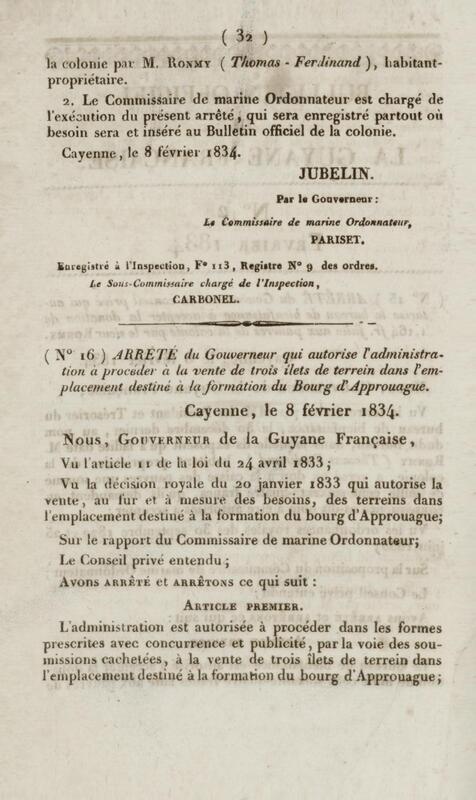 ( 32 )
la colonie par M. RONMY ( Thomas - Ferdinand ), habitant-
propriétaire.
2. Le Commissaire de marine Ordonnateur est chargé de
l'exécution du présent arrêté, qui sera enregistré partout où
besoin sera et inséré au Bulletin officiel de la colonie.
Cayenne, le 8 février 1834.
JUBELIN.
Par le Gouverneur :
Le Commissaire de marine Ordonnateur,
PARISET.
Enregistré à l'Inspection, F° 113, Registre N° 9 des ordres.
Le Sous-Commissaire chargé de l'Inspection,
CARBONEL.
( N° 16 ) ARRÊTÉ du Gouverneur qui autorise l'administra-
tion à procéder à la vente de trois îlets de terrein dans l'em-
placement destiné à la formation du Bourg d'Approuague.
Cayenne, le 8 février 1834.
Nous, GOUVERNEUR de la Guyane Française,
Vu l'article 11 de la loi du 24 avril 1833 ;
Vu la décision royale du 20 janvier 1833 qui autorise la
vente, au fur et à mesure des besoins, des terreins dans
l'emplacement destiné à la formation du bourg d'Approuague;
Sur le rapport du Commissaire de marine Ordonnateur;
Le Conseil privé entendu ;
AVONS ARRÊTÉ et ARRÊTONS ce qui suit :
ARTICLE PREMIER.
L'administration est autorisée à procéder dans les formes
prescrites avec concurrence et publicité, par la voie des sou-
missions cachetées, à la vente de trois îlets de terrein dans
l'emplacement destiné à la formation du bourg d'Approuague;